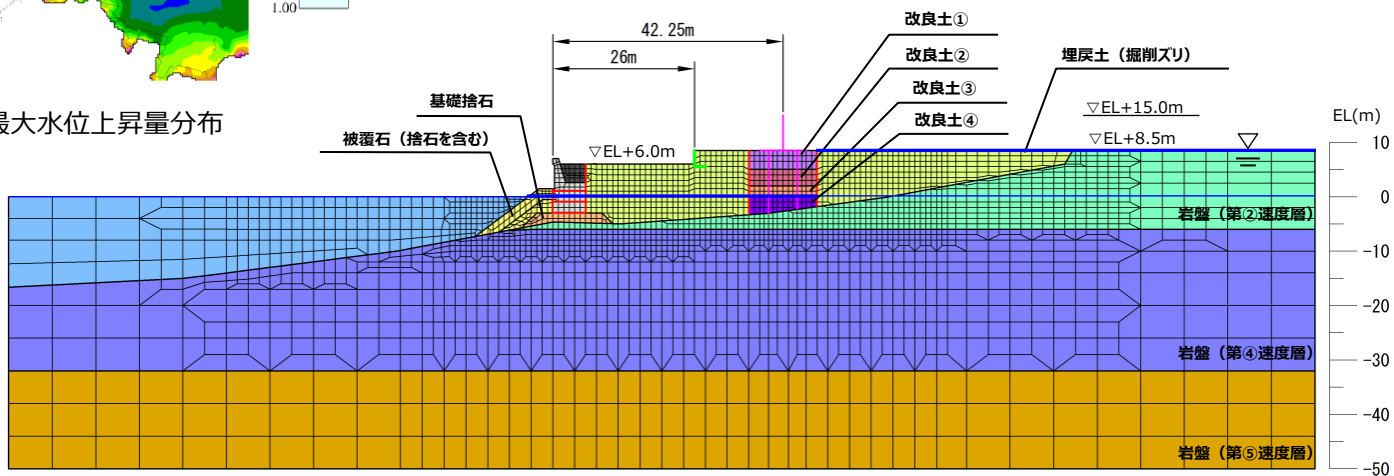 1.00
最大水位上昇量分布
42.25m
26m
改良土①
改良土②
改良土③
改良土④
埋戻土（掘削ズリ）
基礎捨石
被覆石（捨石を含む）
▽EL+6.0m
▽EL+15.0m
▽EL+8.5m
EL(m)
10
0
-10
-20
-30
-40
-50
岩盤（第②速度層）
岩盤（第④速度層）
岩盤（第⑤速度層）